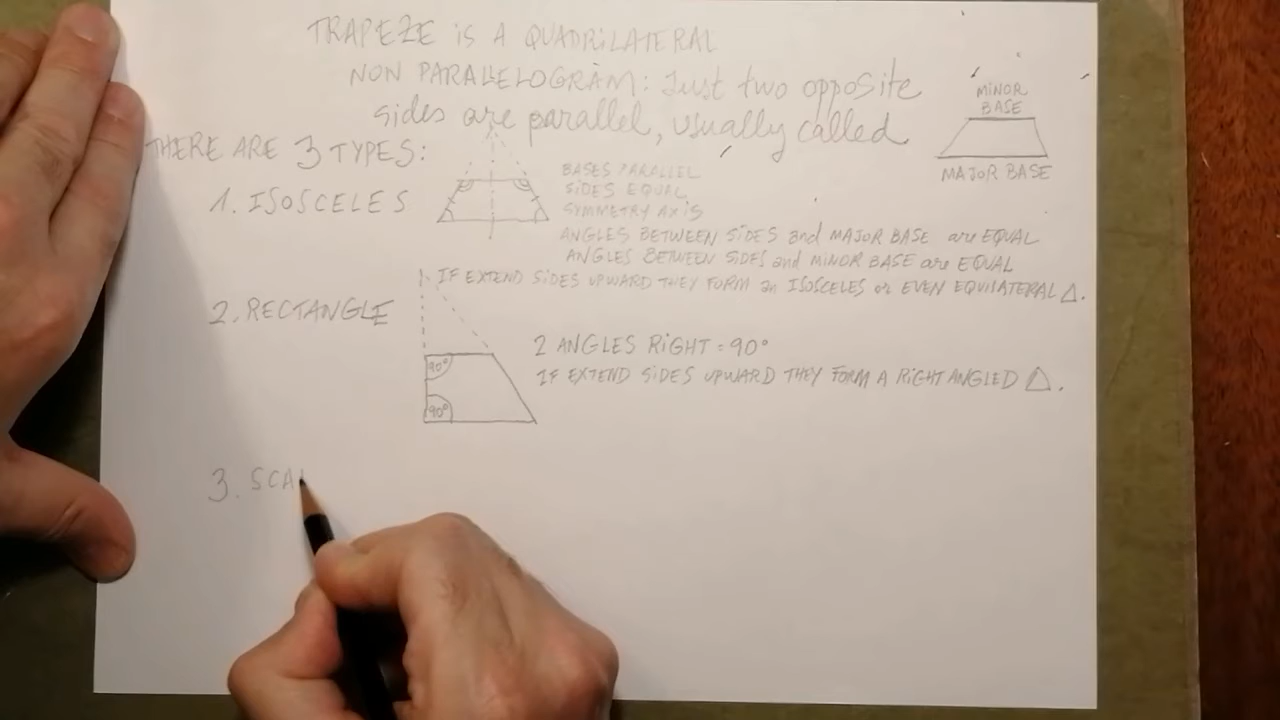 TRAPEZE IS A QUADRILATERAL
NON PARALLELOGRAM: Just two opposite
sides are parallel, usually called
MINOR
BASE
MAJOR BASE
THERE ARE 3 TYPES:
1. ISOSCELES
BASES PARALLEL
SIDES EQUAL
SYMMETRY AXIS
ANGLES BETWEEN SIDES and MAJOR BASE are EQUAL
ANGLES BETWEEN SIDES and MINOR BASE are EQUAL
IF EXTEND SIDES UPWARD THEY FORM an ISOSCELES or EVEN EQUILATERAL △.
2. RECTANGLE
90°
90°
2 ANGLES RIGHT = 90°
IF EXTEND SIDES UPWARD THEY FORM A RIGHT ANGLED △.
3. SCAL